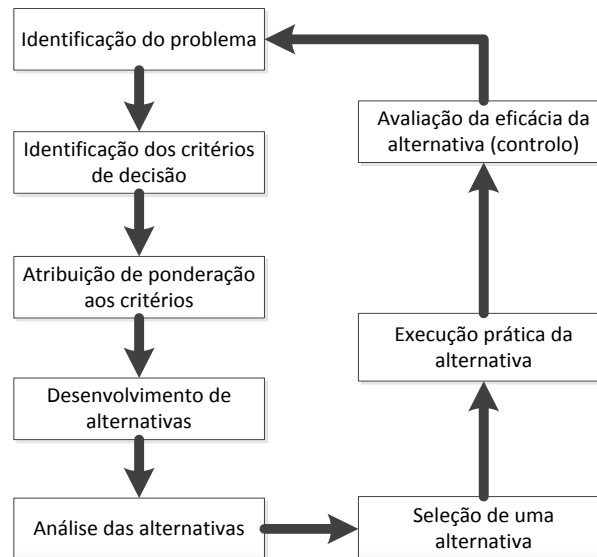 Identificação do problema
Identificação dos critérios
de decisão
Atribuição de ponderação
aos critérios
Desenvolvimento de
alternativas
Análise das alternativas
Seleção de uma
alternativa
Execução prática da
alternativa
Avaliação da eficácia da
alternativa (controlo)